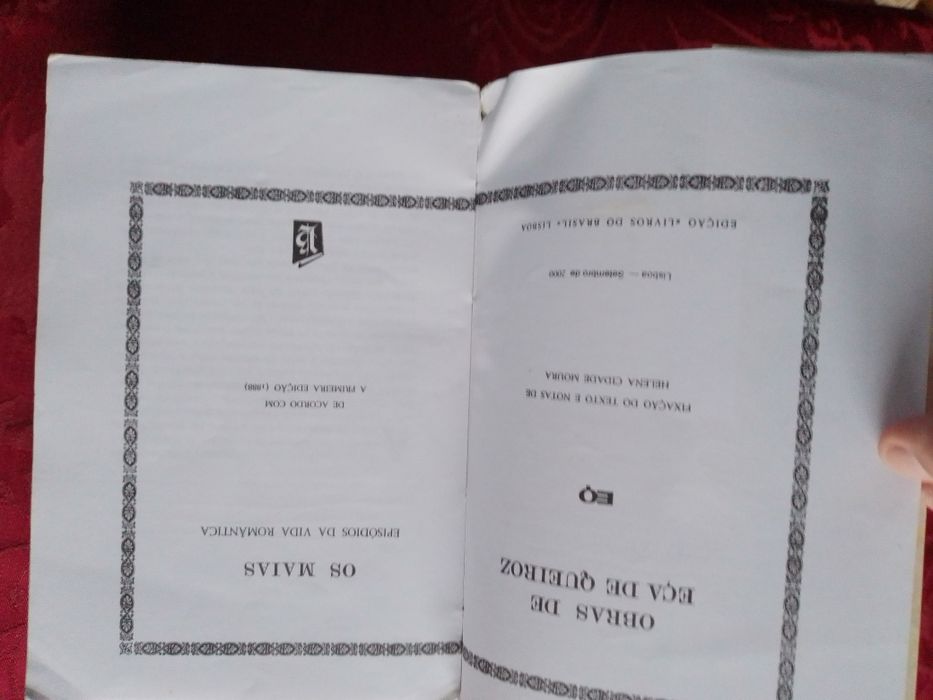 OBRAS DE
EÇA DE QUEIROZ
EQ
FIXAÇÃO DO TEXTO E NOTAS DE
HELENA CIDADE MOURA
Lisboa — Setembro de 2000
EDIÇÃO «LIVROS DO BRASIL» LISBOA
OS MAIAS
EPISÓDIOS DA VIDA ROMÂNTICA
DE ACORDO COM
A PRIMEIRA EDIÇÃO (1888)